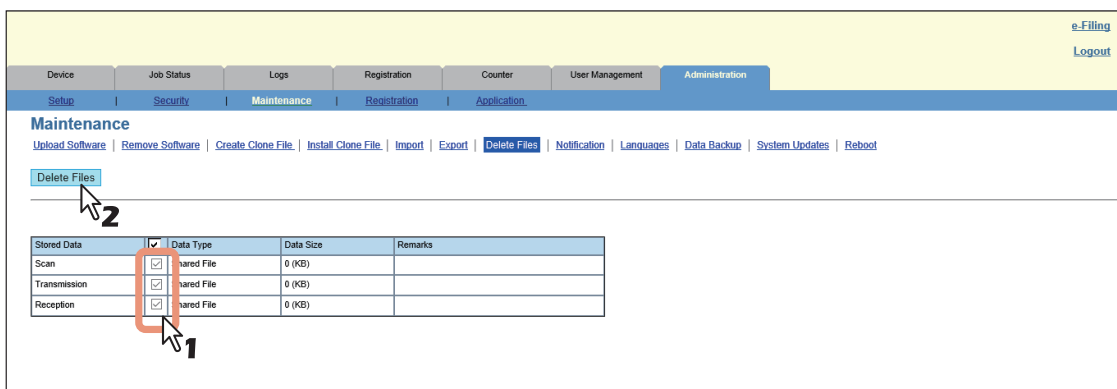 e-Filing
Logout
Device Job Status Logs Registration Counter User Management Administration
Setup | Security | Maintenance | Registration | Application
Maintenance
Upload Software | Remove Software | Create Clone File | Install Clone File | Import | Export | Delete Files | Notification | Languages | Data Backup | System Updates | Reboot
Delete Files
2
Stored Data Data Type Data Size Remarks
Scan Shared File 0 (KB)
Transmission Shared File 0 (KB)
Reception Shared File 0 (KB)
1